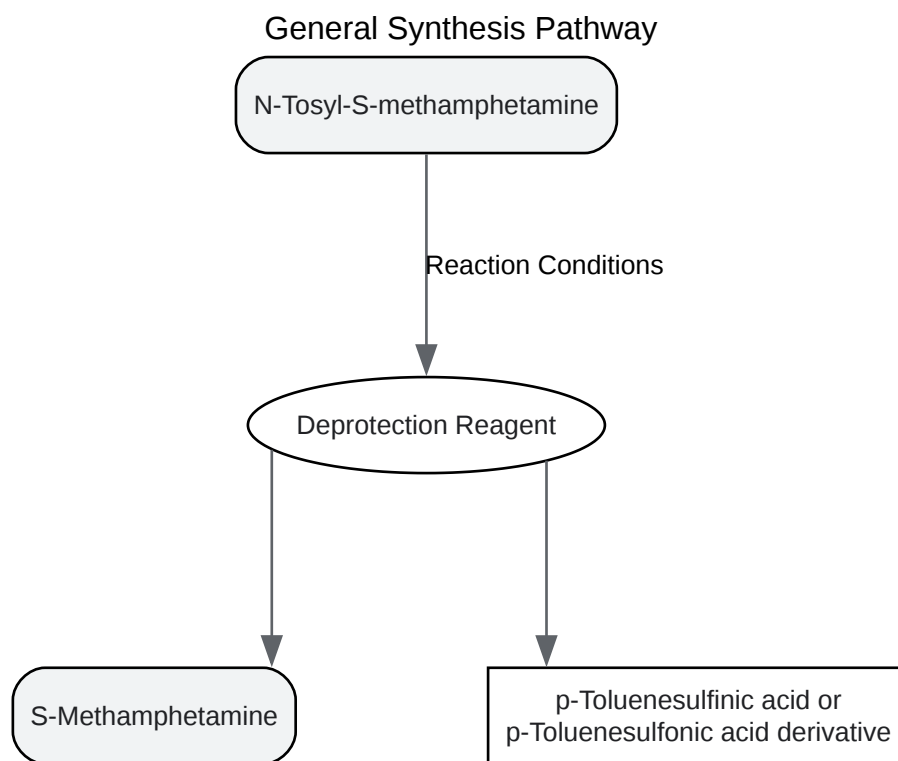 General Synthesis Pathway
N-Tosyl-S-methamphetamine
Reaction Conditions
Deprotection Reagent
S-Methamphetamine
p-Toluenesulfinic acid or
p-Toluenesulfonic acid derivative